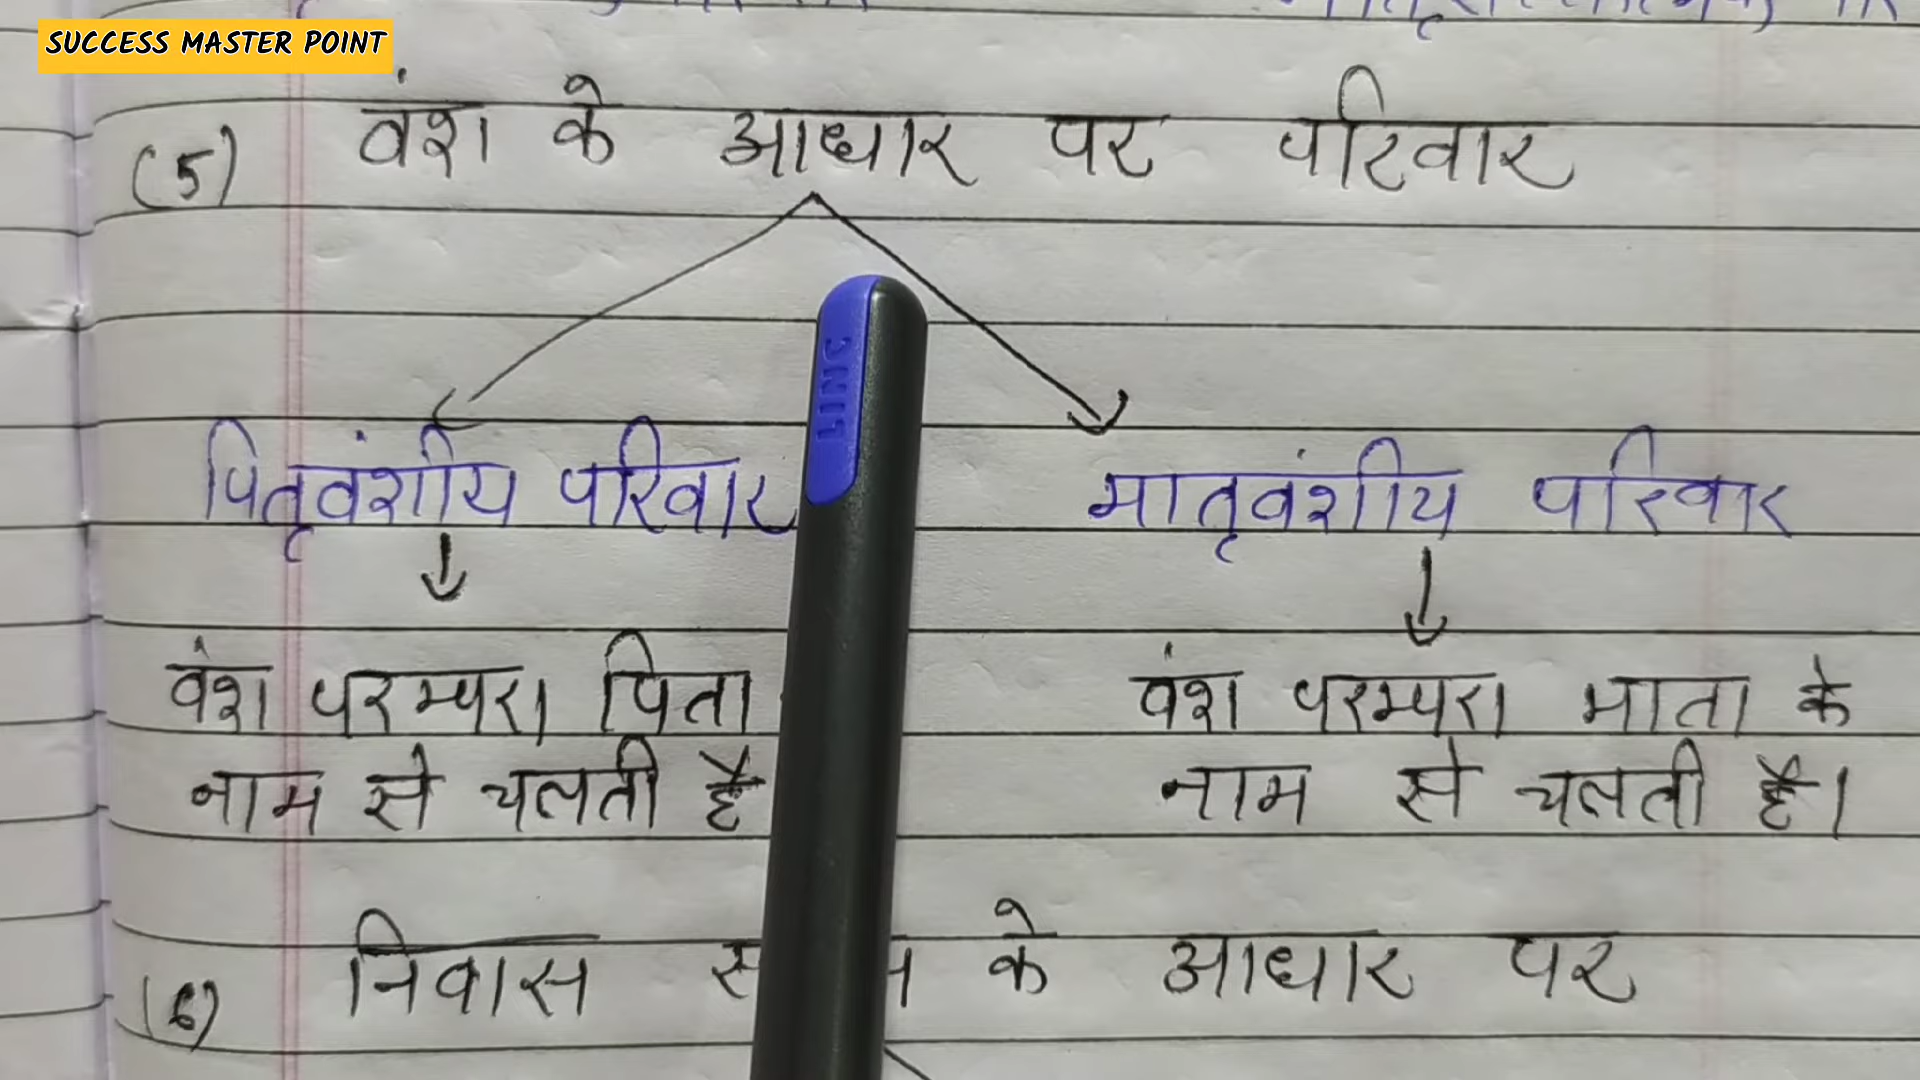 SUCCESS MASTER POINT
(5) वंश के आधार पर परिवार
पितृवंशीय परिवार
मातृवंशीय परिवार
वंश परम्परा पिता
नाम से चलती है
वंश परम्परा माता के
नाम से चलती है।
(6) निवास के आधार पर
LINC